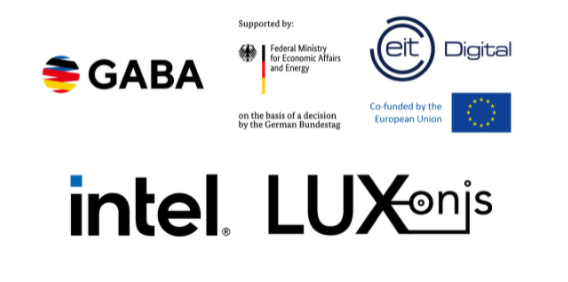 GABA
Supported by:
Federal Ministry
for Economic Affairs
and Energy
on the basis of a decision
by the German Bundestag
eit Digital
Co-funded by the
European Union
intel®
LUXonis